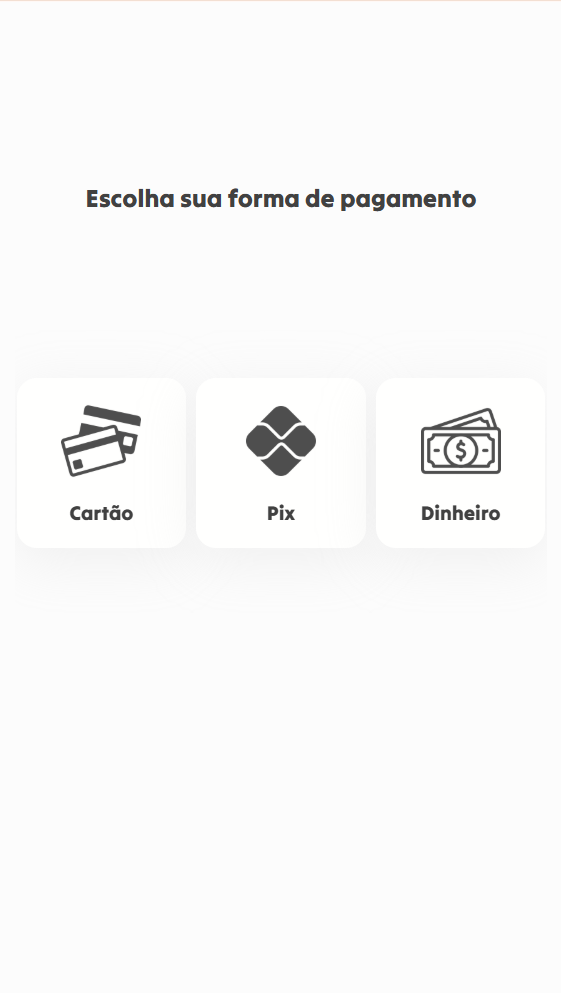 Escolha sua forma de pagamento
Cartão
Pix
$
Dinheiro